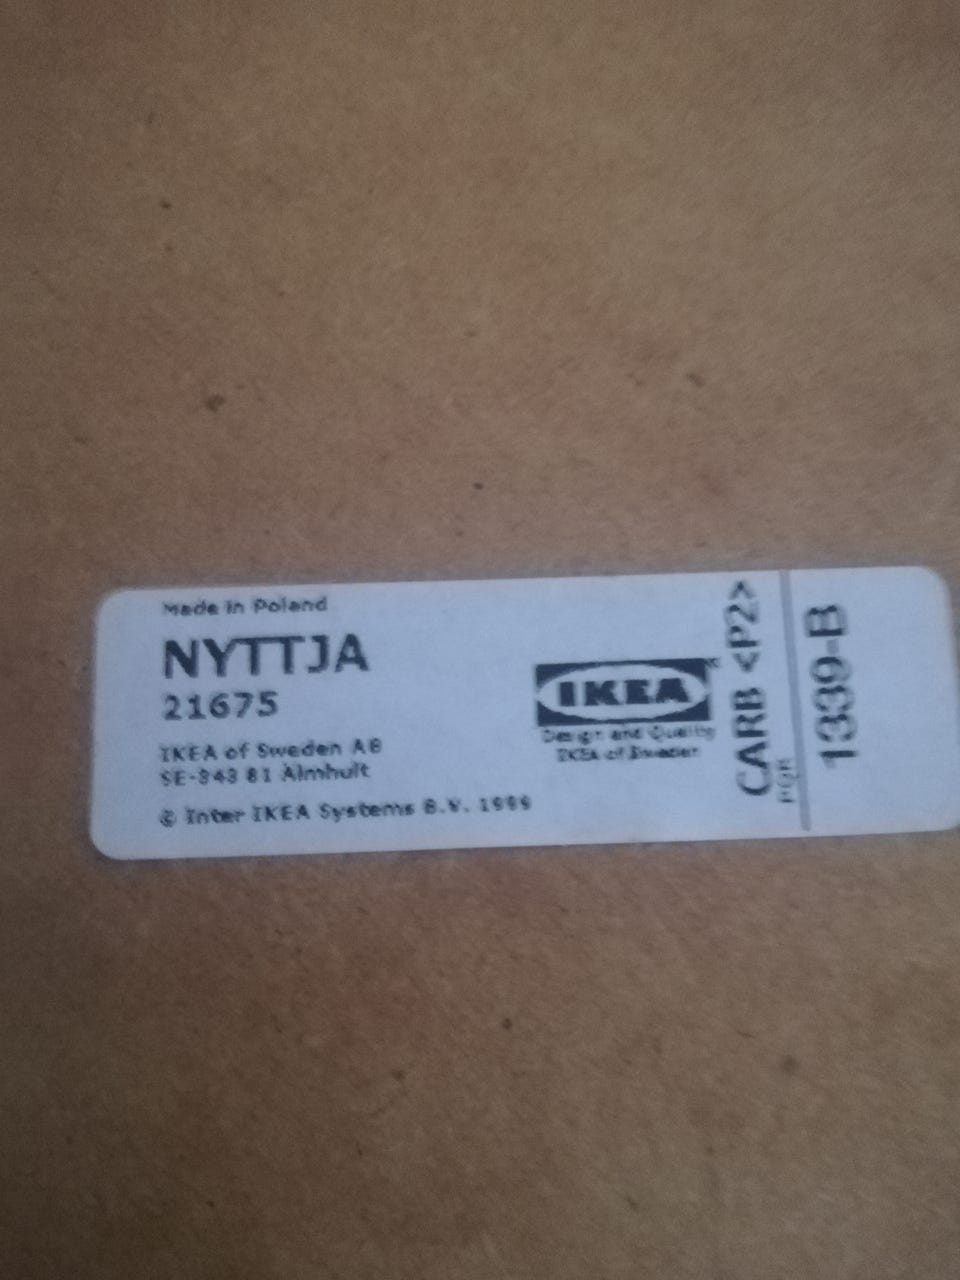 Made in Poland
NYTTJA
21675
IKEA of Sweden AB
SE-343 81 Älmhult
© Inter IKEA Systems B.V. 1999
IKEA®
Design and Quality
IKEA of Sweden
CARB <P2>
PQR
1339-B